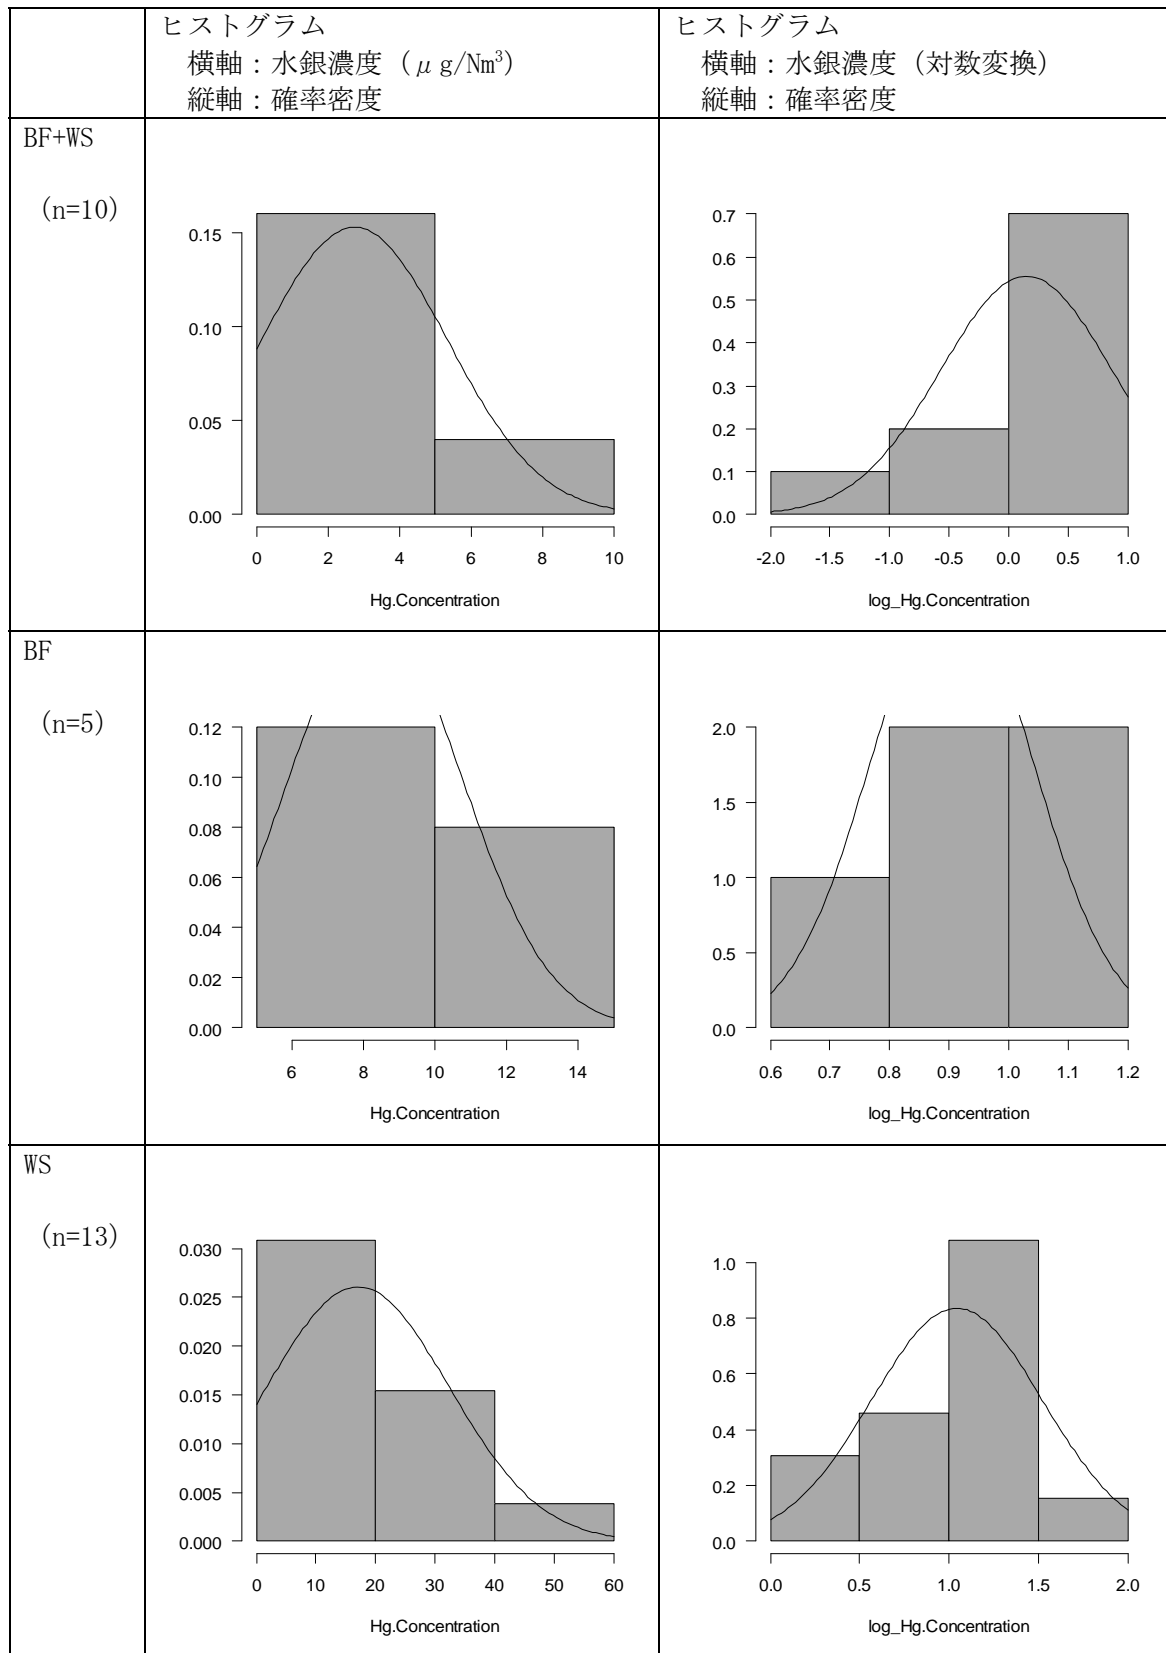 ヒストグラム
横軸：水銀濃度（μg/Nm³）
縦軸：確率密度
ヒストグラム
横軸：水銀濃度（対数変換）
縦軸：確率密度
BF+WS
(n=10)
0.15
0.10
0.05
0.00
0 2 4 6 8 10
Hg.Concentration
0.7
0.6
0.5
0.4
0.3
0.2
0.1
0.0
-2.0 -1.5 -1.0 -0.5 0.0 0.5 1.0
log_Hg.Concentration
BF
(n=5)
0.12
0.10
0.08
0.06
0.04
0.02
0.00
6 8 10 12 14
Hg.Concentration
2.0
1.5
1.0
0.5
0.0
0.6 0.7 0.8 0.9 1.0 1.1 1.2
log_Hg.Concentration
WS
(n=13)
0.030
0.025
0.020
0.015
0.010
0.005
0.000
0 10 20 30 40 50 60
Hg.Concentration
1.0
0.8
0.6
0.4
0.2
0.0
0.0 0.5 1.0 1.5 2.0
log_Hg.Concentration